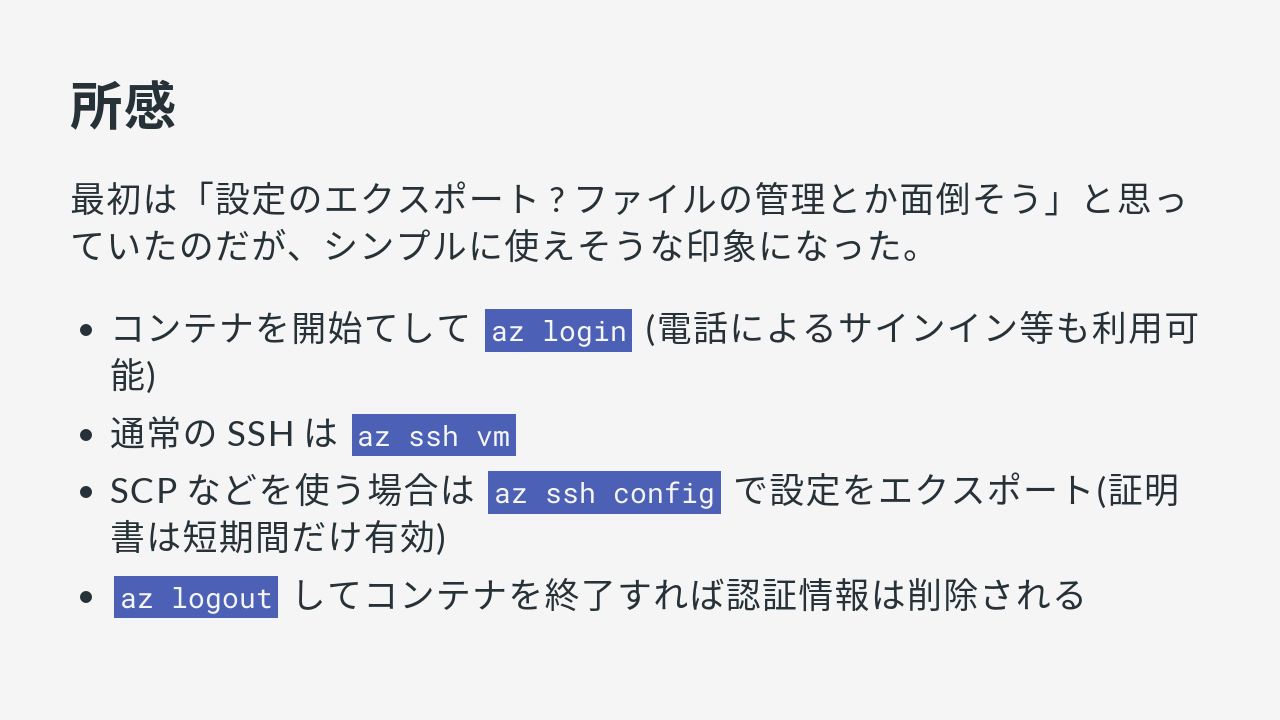 所感
最初は「設定のエクスポート？ファイルの管理とか面倒そう」と思っ
ていたのだが、シンプルに使えそうな印象になった。
• コンテナを開始てして az login (電話によるサインイン等も利用可
能)
• 通常の SSH は az ssh vm
• SCP などを使う場合は az ssh config で設定をエクスポート(証明
書は短期間だけ有効)
• az logout してコンテナを終了すれば認証情報は削除される